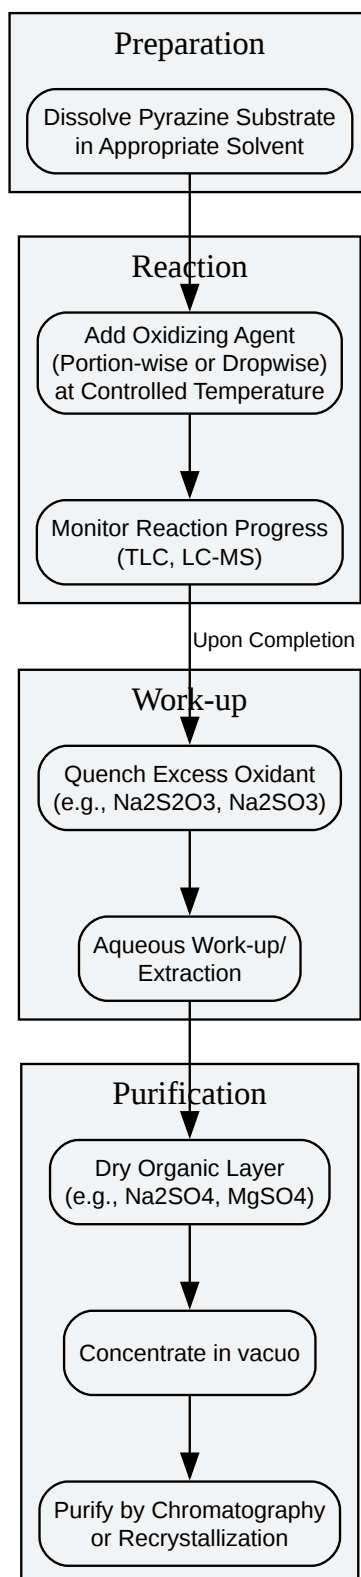 Preparation
Dissolve Pyrazine Substrate
in Appropriate Solvent
Reaction
Add Oxidizing Agent
(Portion-wise or Dropwise)
at Controlled Temperature
Monitor Reaction Progress
(TLC, LC-MS)
Upon Completion
Work-up
Quench Excess Oxidant
(e.g., Na2S2O3, Na2SO3)
Aqueous Work-up/
Extraction
Purification
Dry Organic Layer
(e.g., Na2SO4, MgSO4)
Concentrate in vacuo
Purify by Chromatography
or Recrystallization